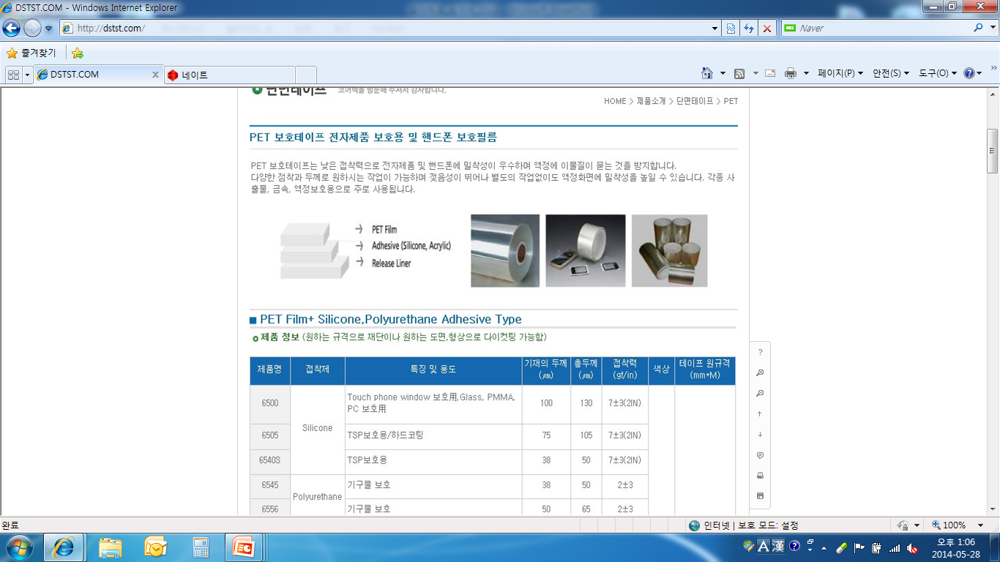 DSTST.COM - Windows Internet Explorer
http://dstst.com/
Naver
즐겨찾기
DSTST.COM
네이트
페이지(P)
안전(S)
도구(O)
단면테이프
코어텍을 방문해 주셔서 감사합니다.
HOME > 제품소개 > 단면테이프 > PET
PET 보호테이프 전자제품 보호용 및 핸드폰 보호필름
PET 보호테이프는 낮은 접착력으로 전자제품 및 핸드폰에 밀착성이 우수하며 액정에 이물질이 묻는 것을 방지합니다.
다양한 점착과 두께로 원하시는 작업이 가능하며 젖음성이 뛰어나 별도의 작업없이도 액정화면에 밀착성을 높일 수 있습니다. 각종 사
출물, 금속, 액정보호용으로 주로 사용됩니다.
PET Film
Adhesive (Silicone, Acrylic)
Release Liner
PET Film+ Silicone,Polyurethane Adhesive Type
제품 정보 (원하는 규격으로 재단이나 원하는 도면,형상으로 다이컷팅 가능함)
제품명 접착제 특징 및 용도 기재의 두께 (㎛) 총두께 (㎛) 접착력 (gf/in) 색상 테이프 원규격 (mm*M)
6500 Silicone Touch phone window 보호用,Glass, PMMA, 100 130 7±3(2IN)
PC 보호用
6505 TSP보호용/하드코팅 75 105 7±3(2IN)
6540S TSP보호용 38 50 7±3(2IN)
6545 Polyurethane 기구물 보호 38 50 2±3
6556 기구물 보호 50 65 2±3
완료
인터넷 | 보호 모드: 설정
100%
A 漢
오후 1:06
2014-05-28